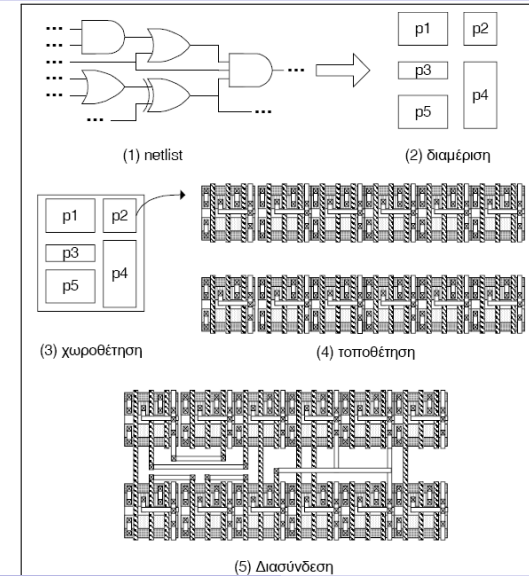 p1
p2
p3
p4
p5
(1) netlist
(2) διαμέριση
p1
p2
p3
p4
p5
(3) χωροθέτηση
(4) τοποθέτηση
(5) Διασύνδεση